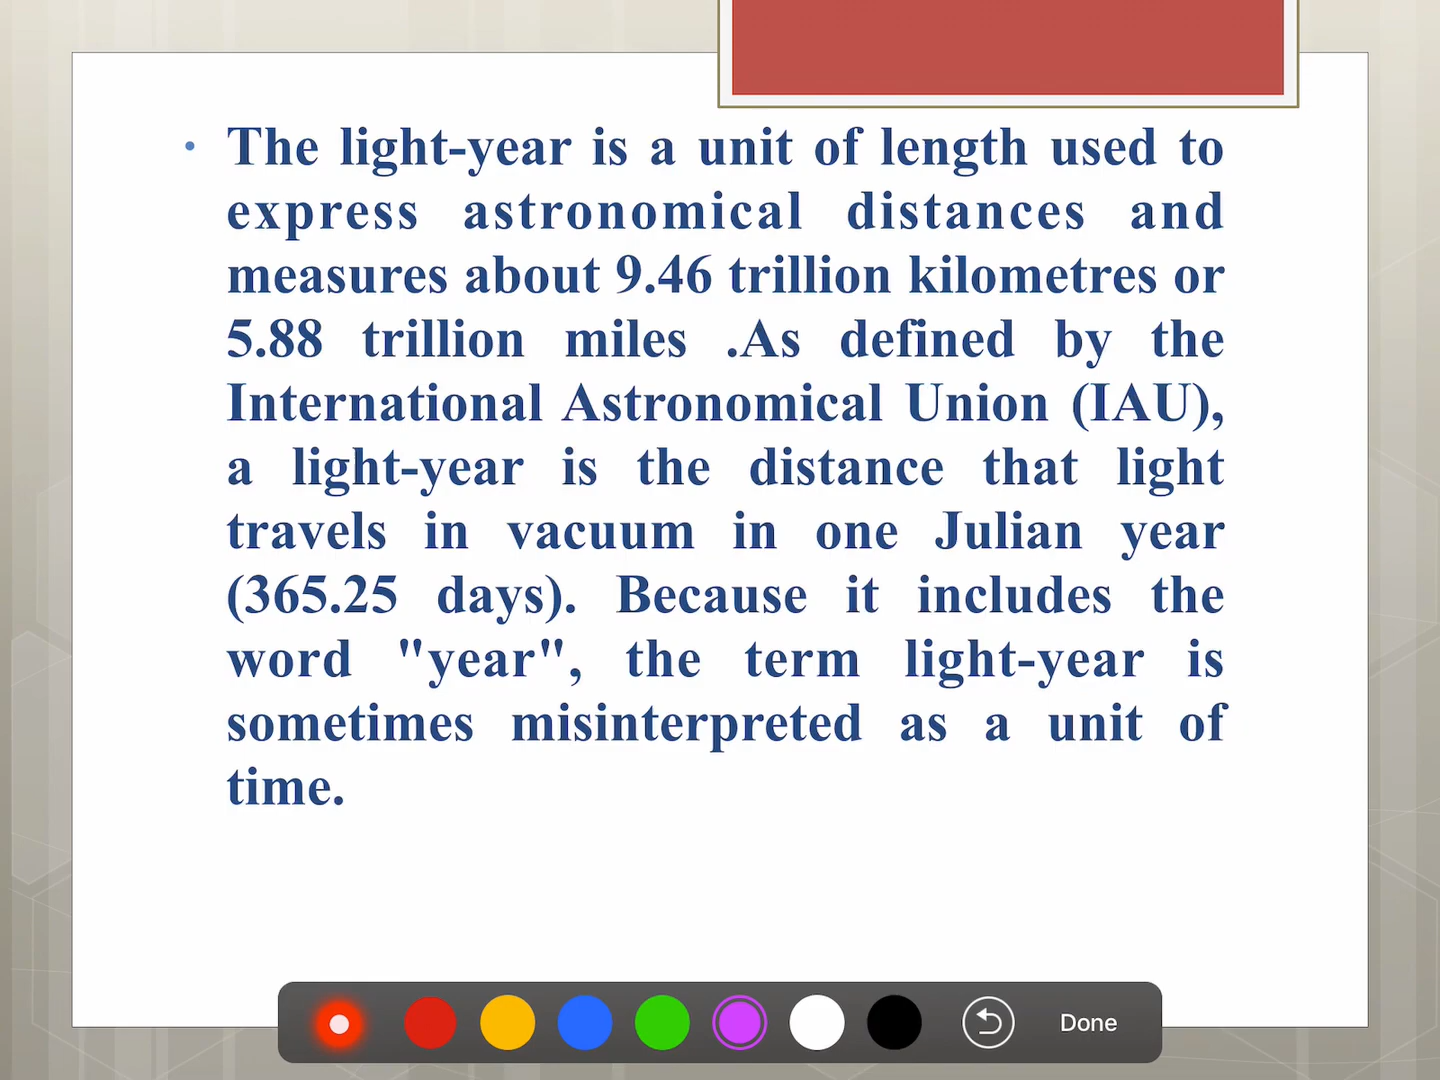 • The light-year is a unit of length used to
express astronomical distances and
measures about 9.46 trillion kilometres or
5.88 trillion miles .As defined by the
International Astronomical Union (IAU),
a light-year is the distance that light
travels in vacuum in one Julian year
(365.25 days). Because it includes the
word "year", the term light-year is
sometimes misinterpreted as a unit of
time.
Done